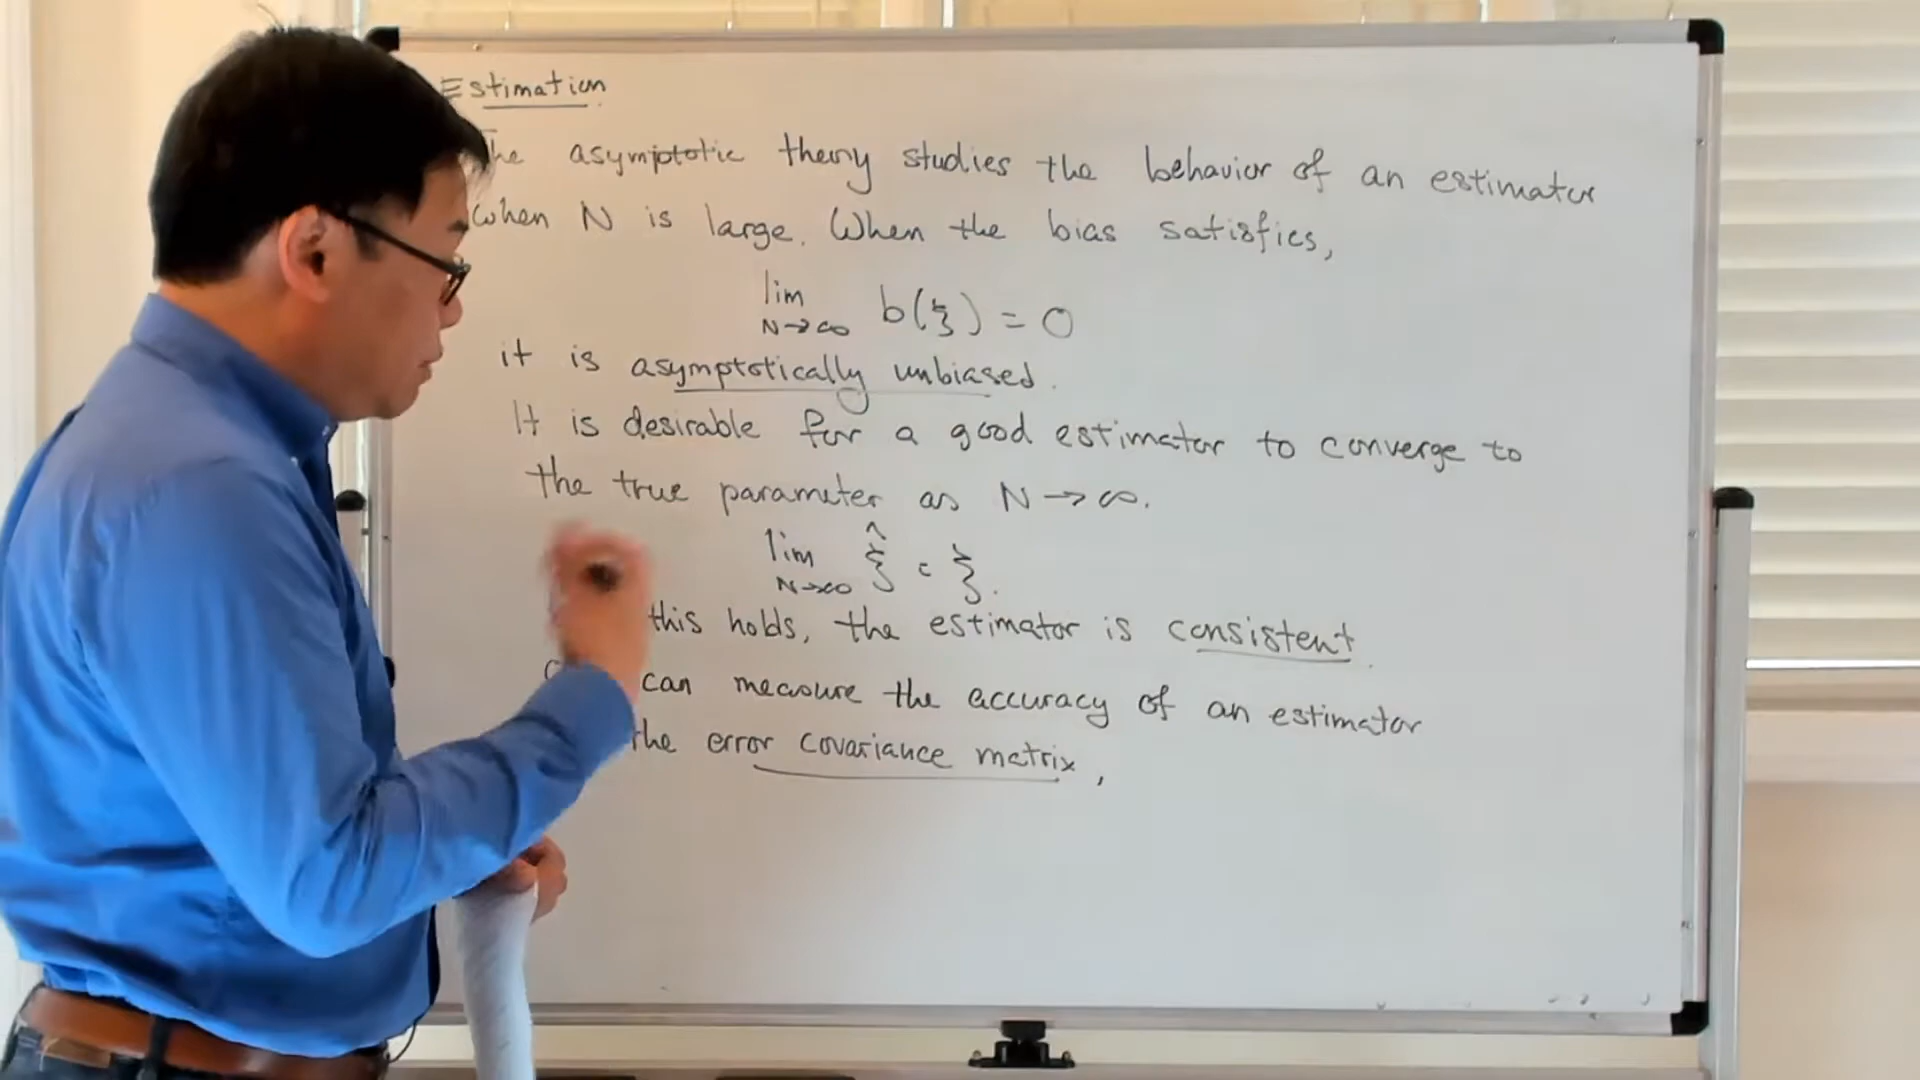 Estimation
The asymptotic theory studies the behavior of an estimator
when N is large. When the bias satisfies,
lim N→∞ b(ξ) = 0
it is asymptotically unbiased.
It is desirable for a good estimator to converge to
the true parameter as N → ∞.
lim N→∞ ξ̂ = ξ.
this holds, the estimator is consistent.
can measure the accuracy of an estimator
the error covariance matrix,